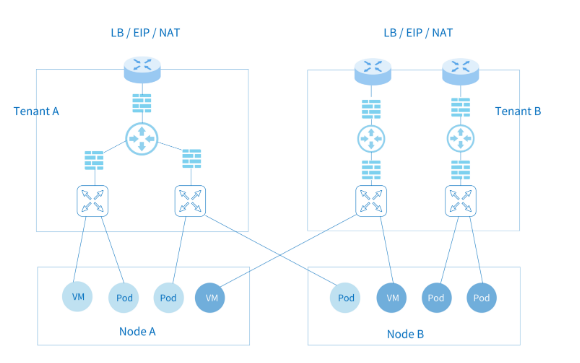 LB / EIP / NAT
LB / EIP / NAT
Tenant A
Tenant B
VM
Pod
Pod
VM
Pod
VM
Pod
Pod
Node A
Node B